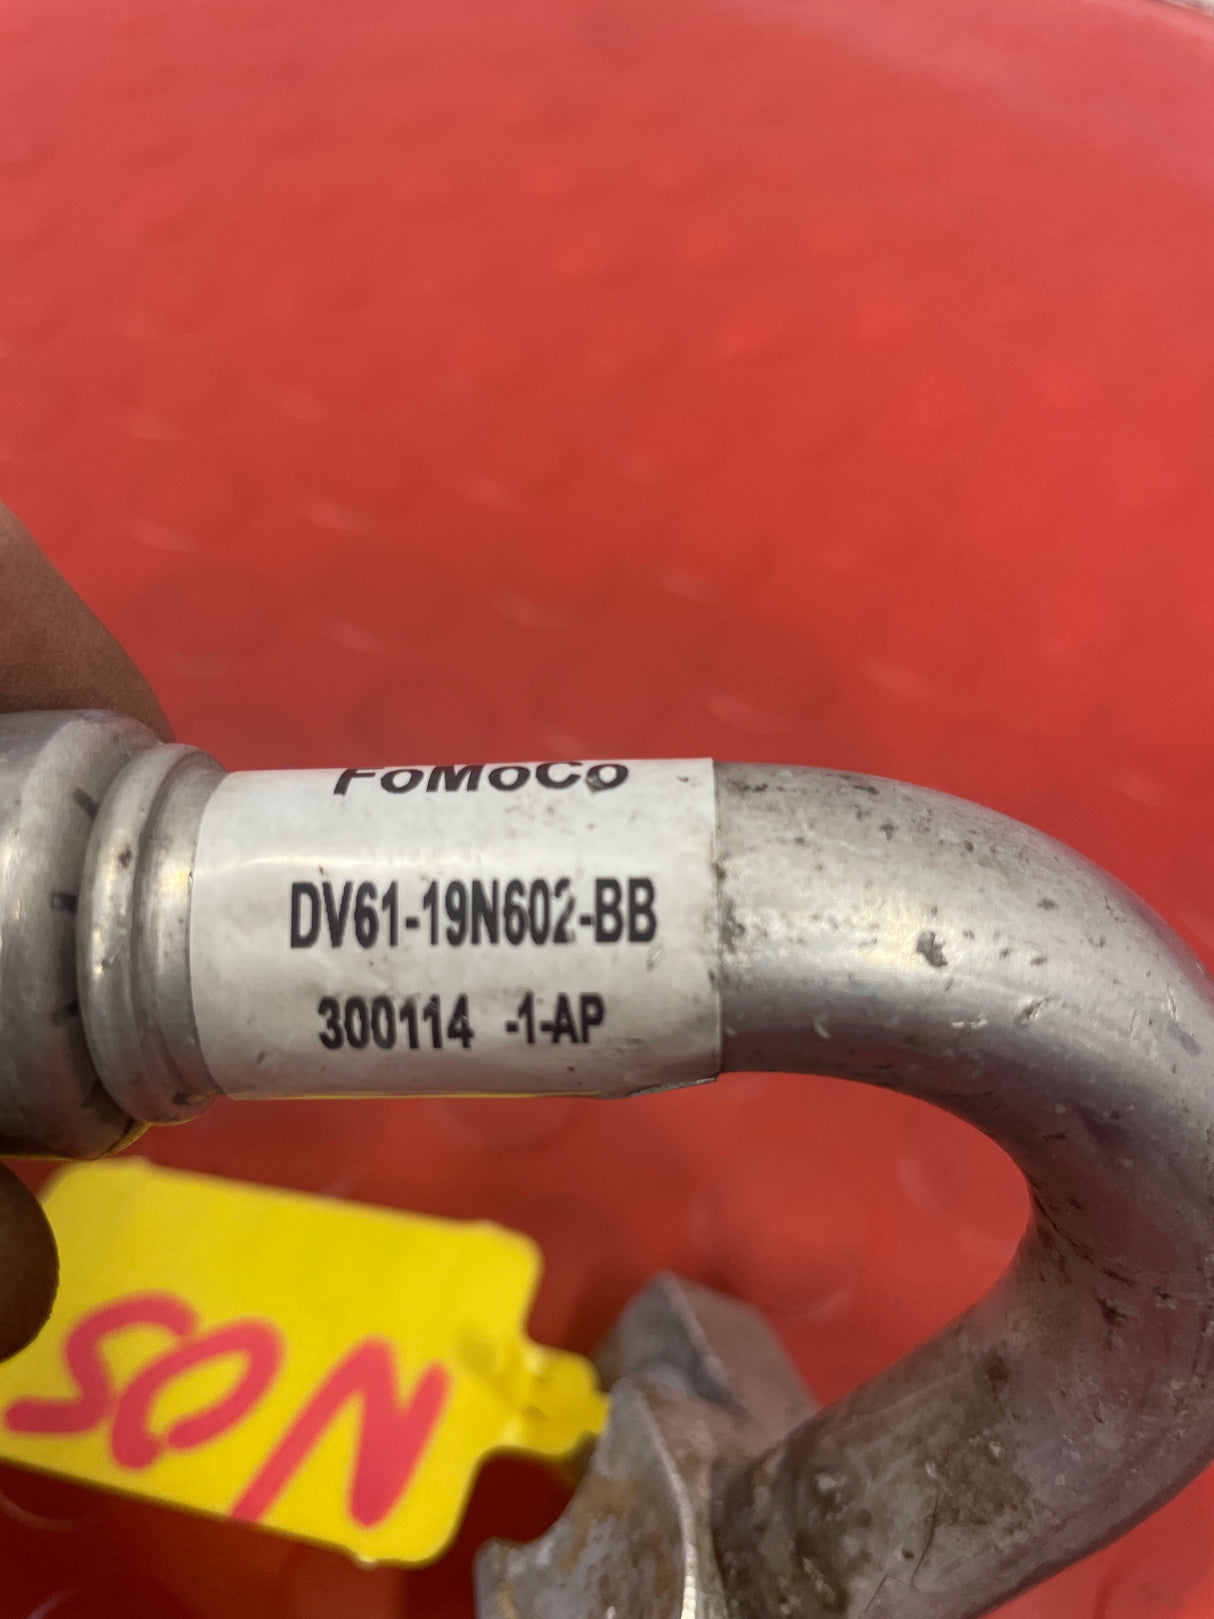 FoMoCo
DV61-19N602-BB
300114 -1-AP
NOS